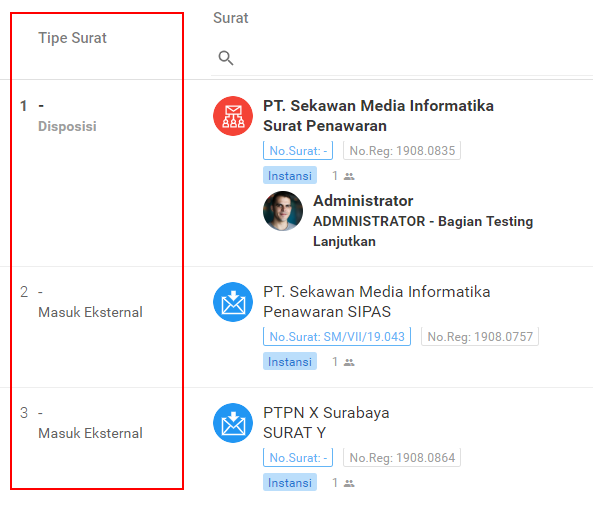 Tipe Surat
Surat
1 -
Disposisi
PT. Sekawan Media Informatika
Surat Penawaran
No.Surat: - No.Reg: 1908.0835
Instansi 1
Administrator
ADMINISTRATOR - Bagian Testing
Lanjutkan
2 -
Masuk Eksternal
PT. Sekawan Media Informatika
Penawaran SIPAS
No.Surat: SM/VII/19.043 No.Reg: 1908.0757
Instansi 1
3 -
Masuk Eksternal
PTPN X Surabaya
SURAT Y
No.Surat: - No.Reg: 1908.0864
Instansi 1